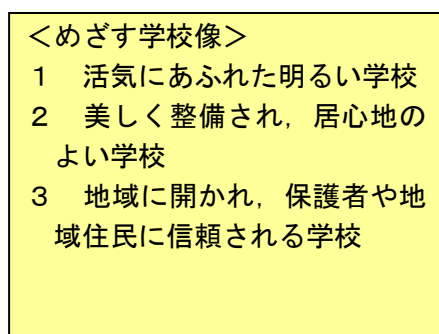 ＜めざす学校像＞
１　活気にあふれた明るい学校
２　美しく整備され，居心地の
よい学校
３　地域に開かれ，保護者や地
域住民に信頼される学校